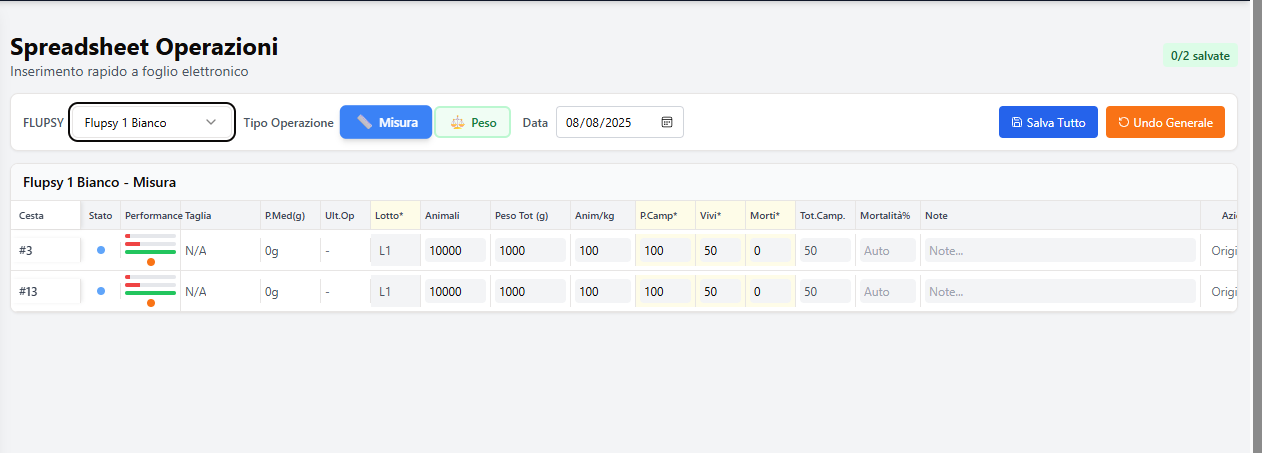 Spreadsheet Operazioni
0/2 salvate
Inserimento rapido a foglio elettronico
FLUPSY Flupsy 1 Bianco Tipo Operazione Misura Peso Data 08/08/2025 Salva Tutto Undo Generale
Flupsy 1 Bianco - Misura
Cesta Stato Performance Taglia P.Med(g) Ult.Op Lotto* Animali Peso Tot (g) Anim/kg P.Camp* Vivi* Morti* Tot.Camp. Mortalità% Note Azi
#3 N/A 0g - L1 10000 1000 100 100 50 0 50 Auto Note... Origi
#13 N/A 0g - L1 10000 1000 100 100 50 0 50 Auto Note... Origi